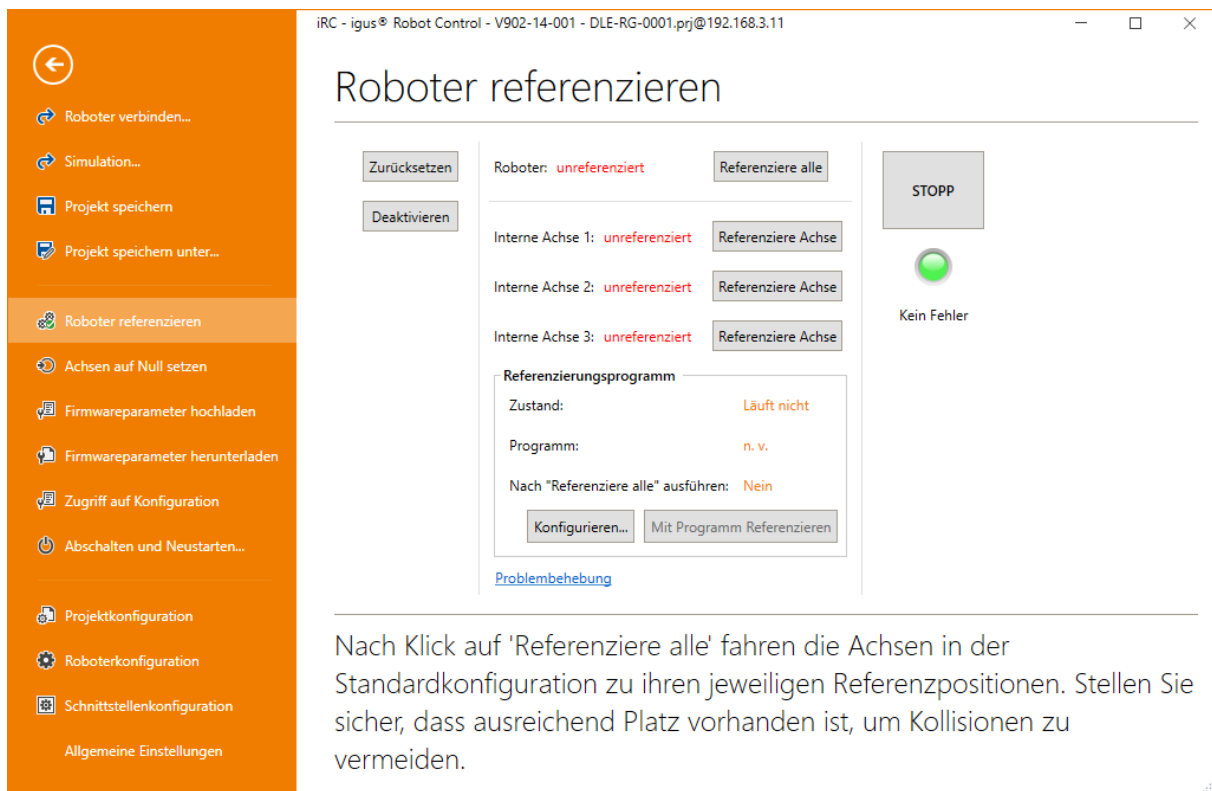 iRC - igus® Robot Control - V902-14-001 - DLE-RG-0001.prj@192.168.3.11
Roboter verbinden...
Simulation...
Projekt speichern
Projekt speichern unter...
Roboter referenzieren
Achsen auf Null setzen
Firmwareparameter hochladen
Firmwareparameter herunterladen
Zugriff auf Konfiguration
Abschalten und Neustarten...
Projektkonfiguration
Roboterkonfiguration
Schnittstellenkonfiguration
Allgemeine Einstellungen
Roboter referenzieren
Zurücksetzen
Deaktivieren
Roboter: unreferenziert Referenziere alle
Interne Achse 1: unreferenziert Referenziere Achse
Interne Achse 2: unreferenziert Referenziere Achse
Interne Achse 3: unreferenziert Referenziere Achse
Referenzierungsprogramm
Zustand: Läuft nicht
Programm: n. v.
Nach "Referenziere alle" ausführen: Nein
Konfigurieren... Mit Programm Referenzieren
Problembehebung
STOPP
Kein Fehler
Nach Klick auf 'Referenziere alle' fahren die Achsen in der
Standardkonfiguration zu ihren jeweiligen Referenzpositionen. Stellen Sie
sicher, dass ausreichend Platz vorhanden ist, um Kollisionen zu
vermeiden.